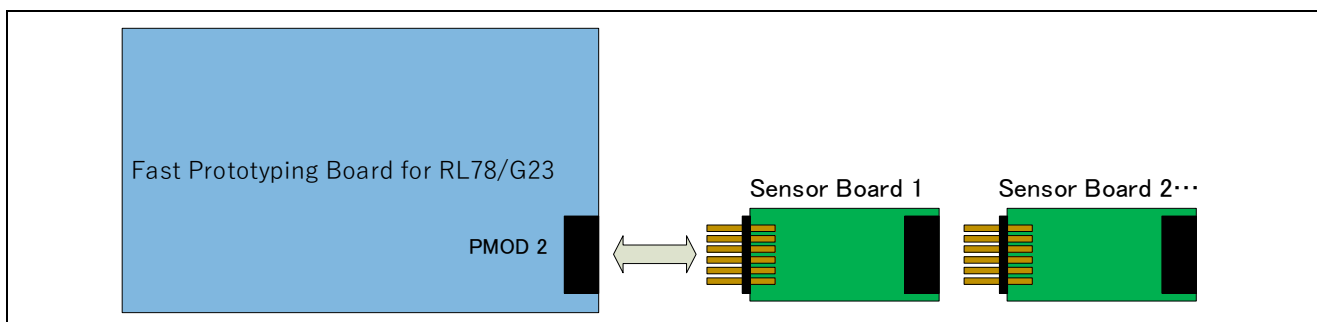 Fast Prototyping Board for RL78/G23
Sensor Board 1
Sensor Board 2···
PMOD 2